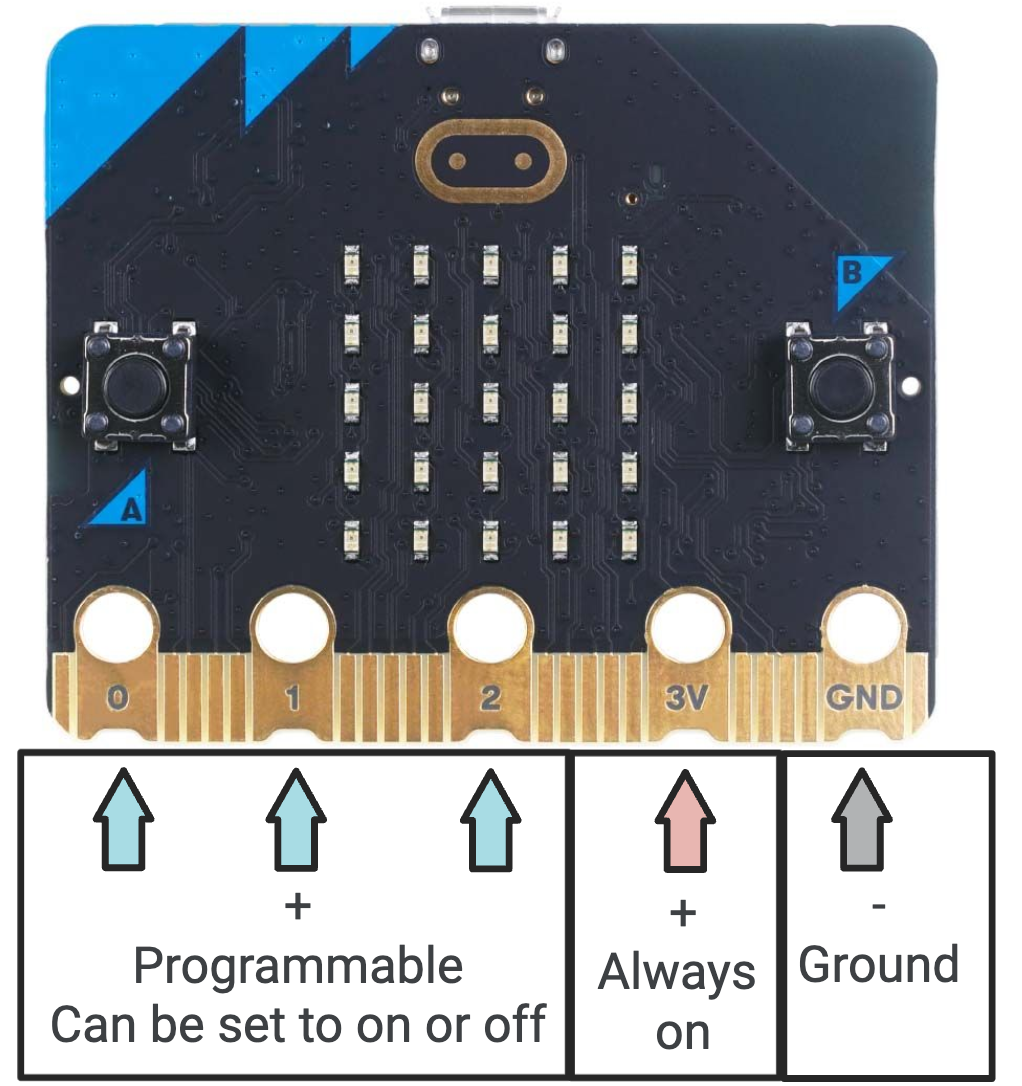 B
A
0 1 2 3V GND
+
Programmable
Can be set to on or off
+
Always
on
-
Ground